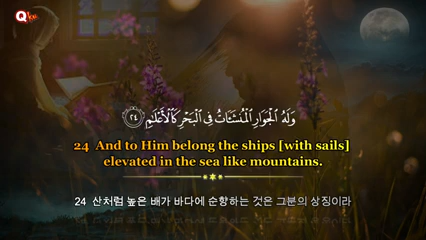 وَلَهُ الْجَوَارِ الْمُنْشَآتُ فِي الْبَحْرِ كَالْأَعْلَامِ ﴿٢٤﴾
24 And to Him belong the ships [with sails]
elevated in the sea like mountains.
24 산처럼 높은 배가 바다에 순항하는 것은 그분의 상징이라